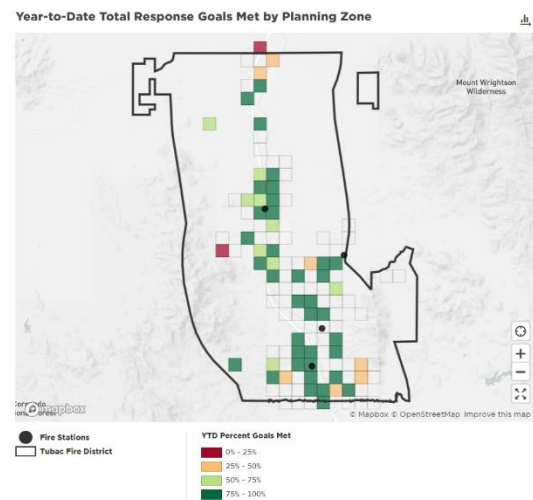 Year-to-Date Total Response Goals Met by Planning Zone
Mount Wrightson
Wilderness
mapbox
© Mapbox © OpenStreetMap Improve this map
Fire Stations
Tubac Fire District
YTD Percent Goals Met
0% - 25%
25% - 50%
50% - 75%
75% - 100%